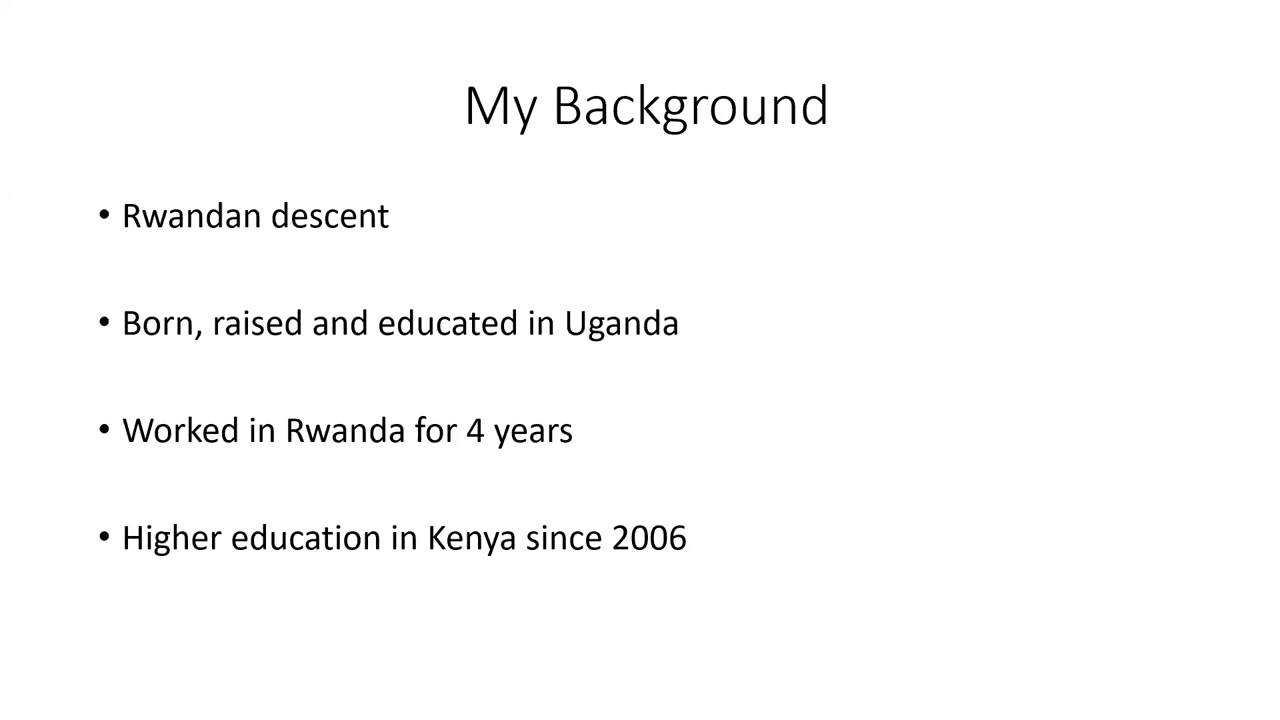 My Background
• Rwandan descent
• Born, raised and educated in Uganda
• Worked in Rwanda for 4 years
• Higher education in Kenya since 2006